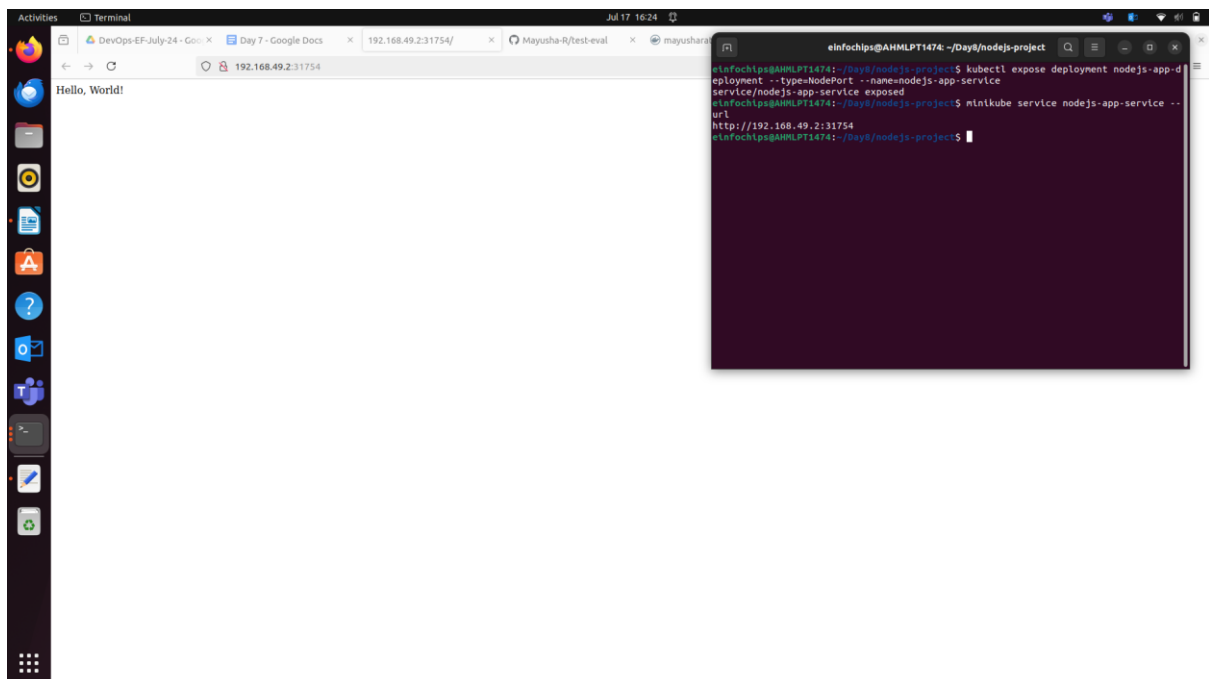 Activities
Terminal
Jul 17 16:24
DevOps-EF-July-24 - Goo
Day 7 - Google Docs
192.168.49.2:31754/
Mayusha-R/test-eval
mayushara
192.168.49.2:31754
Hello, World!
einfochips@AHMLPT1474: ~/Day8/nodejs-project
einfochips@AHMLPT1474:~/Day8/nodejs-project$ kubectl expose deployment nodejs-app-d
eployment --type=NodePort --name=nodejs-app-service
service/nodejs-app-service exposed
einfochips@AHMLPT1474:~/Day8/nodejs-project$ minikube service nodejs-app-service --
url
http://192.168.49.2:31754
einfochips@AHMLPT1474:~/Day8/nodejs-project$